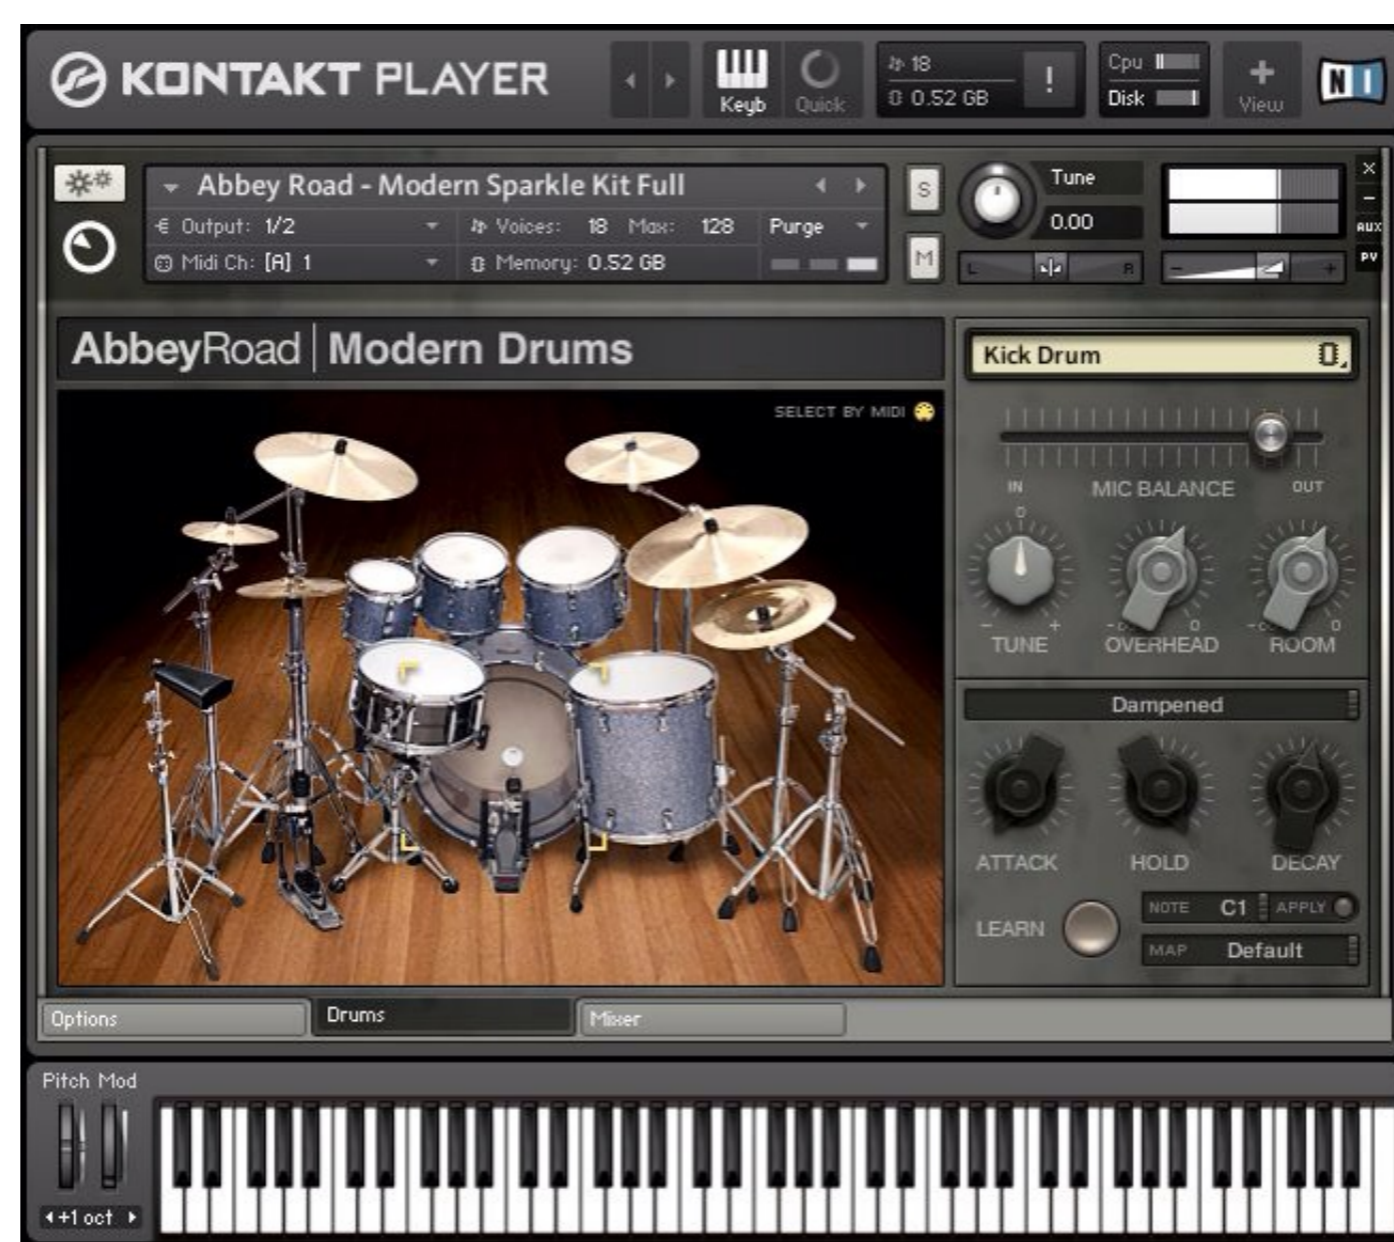 KONTAKT PLAYER
Keyb
Quick
18
0.52 GB
!
Cpu
Disk
+
View
NI
Abbey Road - Modern Sparkle Kit Full
Output: 1/2
Voices: 18 Max: 128
Purge
Midi Ch: [A] 1
Memory: 0.52 GB
S
M
Tune
0.00
L
R
- +
X
-
AUX
PV
AbbeyRoad | Modern Drums
SELECT BY MIDI
Kick Drum
IN
MIC BALANCE
OUT
0
- +
TUNE
0
OVERHEAD
0
ROOM
Dampened
ATTACK
HOLD
DECAY
LEARN
NOTE C1 APPLY
MAP Default
Options
Drums
Mixer
Pitch Mod
+1 oct